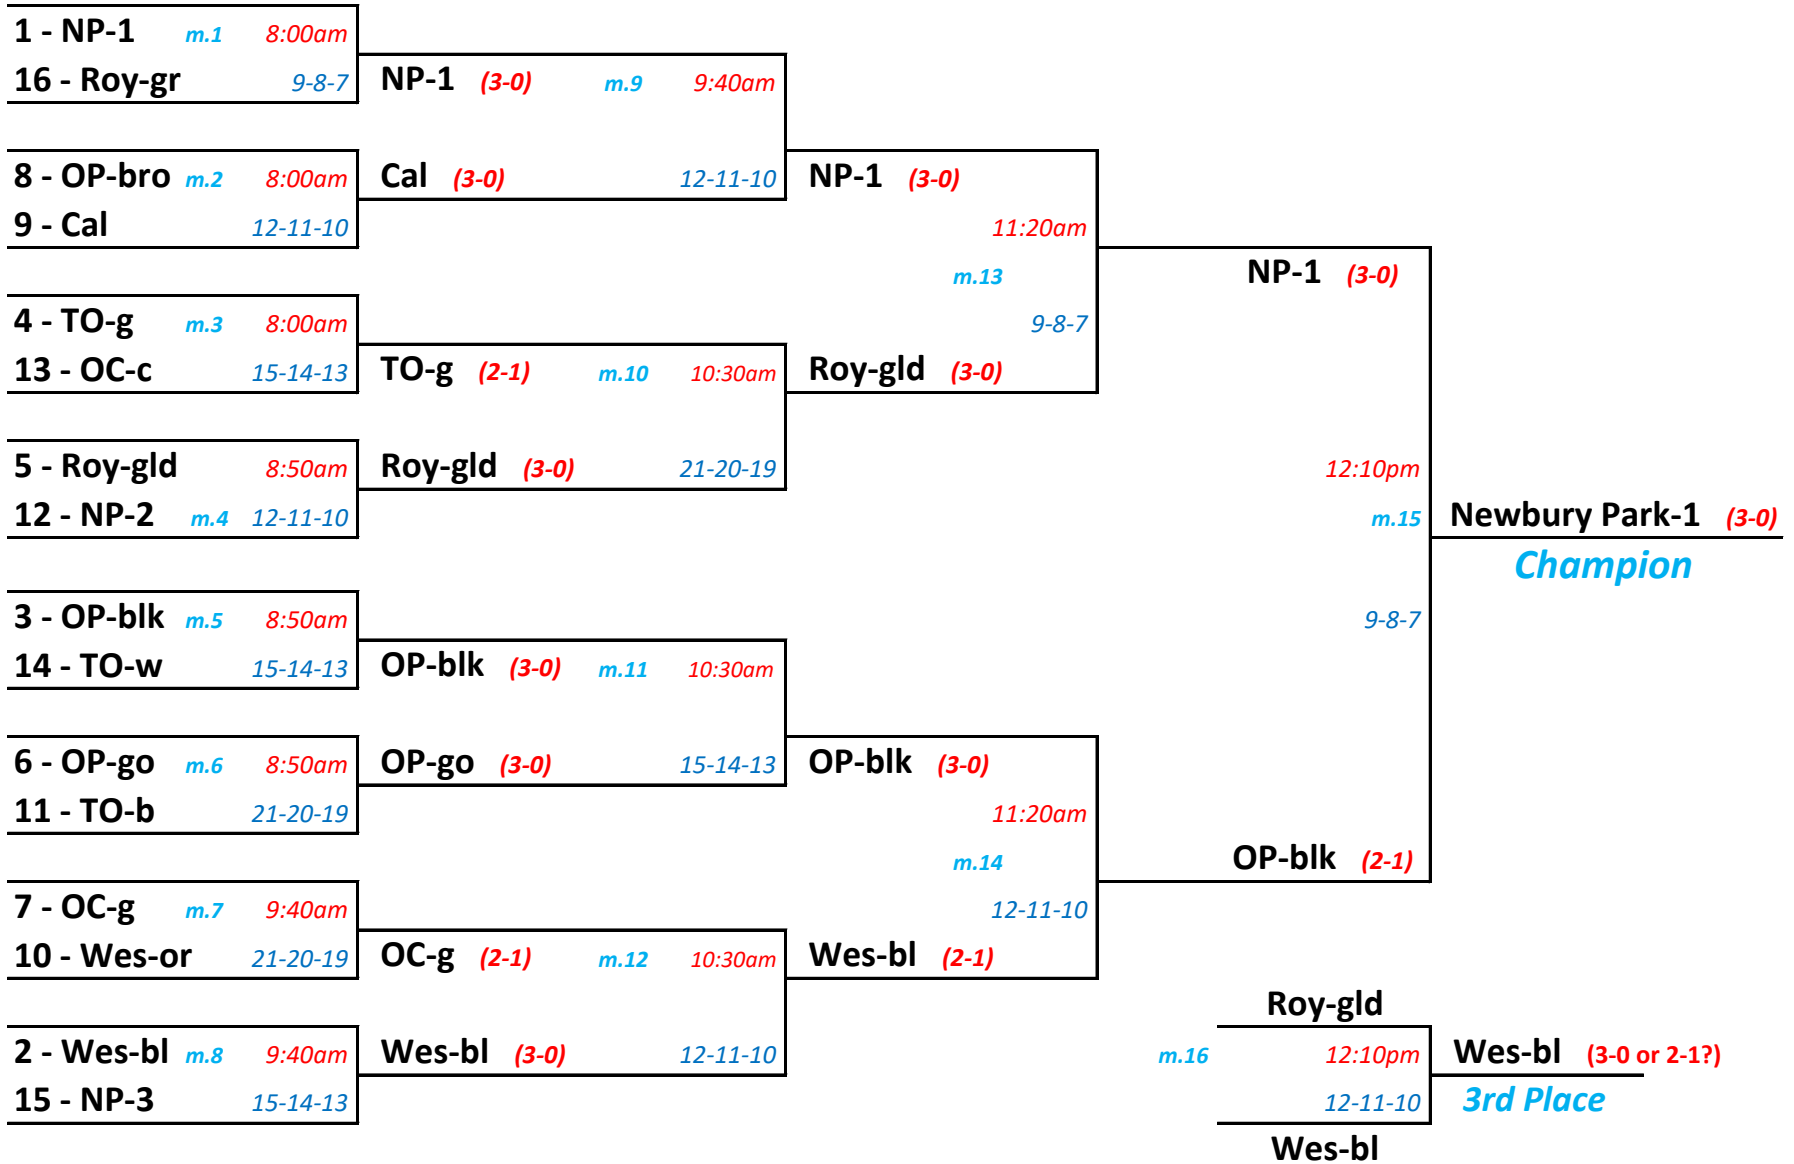 1 - NP-1 m.1 8:00am
16 - Roy-gr 9-8-7
NP-1 (3-0) m.9 9:40am
8 - OP-bro m.2 8:00am
9 - Cal 12-11-10
Cal (3-0) 12-11-10
NP-1 (3-0)
11:20am
m.13
9-8-7
NP-1 (3-0)
4 - TO-g m.3 8:00am
13 - OC-c 15-14-13
TO-g (2-1) m.10 10:30am
Roy-gld (3-0)
5 - Roy-gld 8:50am
12 - NP-2 m.4 12-11-10
Roy-gld (3-0) 21-20-19
12:10pm
m.15
9-8-7
Newbury Park-1 (3-0)
Champion
3 - OP-blk m.5 8:50am
14 - TO-w 15-14-13
OP-blk (3-0) m.11 10:30am
6 - OP-go m.6 8:50am
11 - TO-b 21-20-19
OP-go (3-0) 15-14-13
OP-blk (3-0)
11:20am
m.14
12-11-10
OP-blk (2-1)
7 - OC-g m.7 9:40am
10 - Wes-or 21-20-19
OC-g (2-1) m.12 10:30am
Wes-bl (2-1)
2 - Wes-bl m.8 9:40am
15 - NP-3 15-14-13
Wes-bl (3-0) 12-11-10
Roy-gld
m.16 12:10pm
12-11-10
Wes-bl
Wes-bl (3-0 or 2-1?)
3rd Place